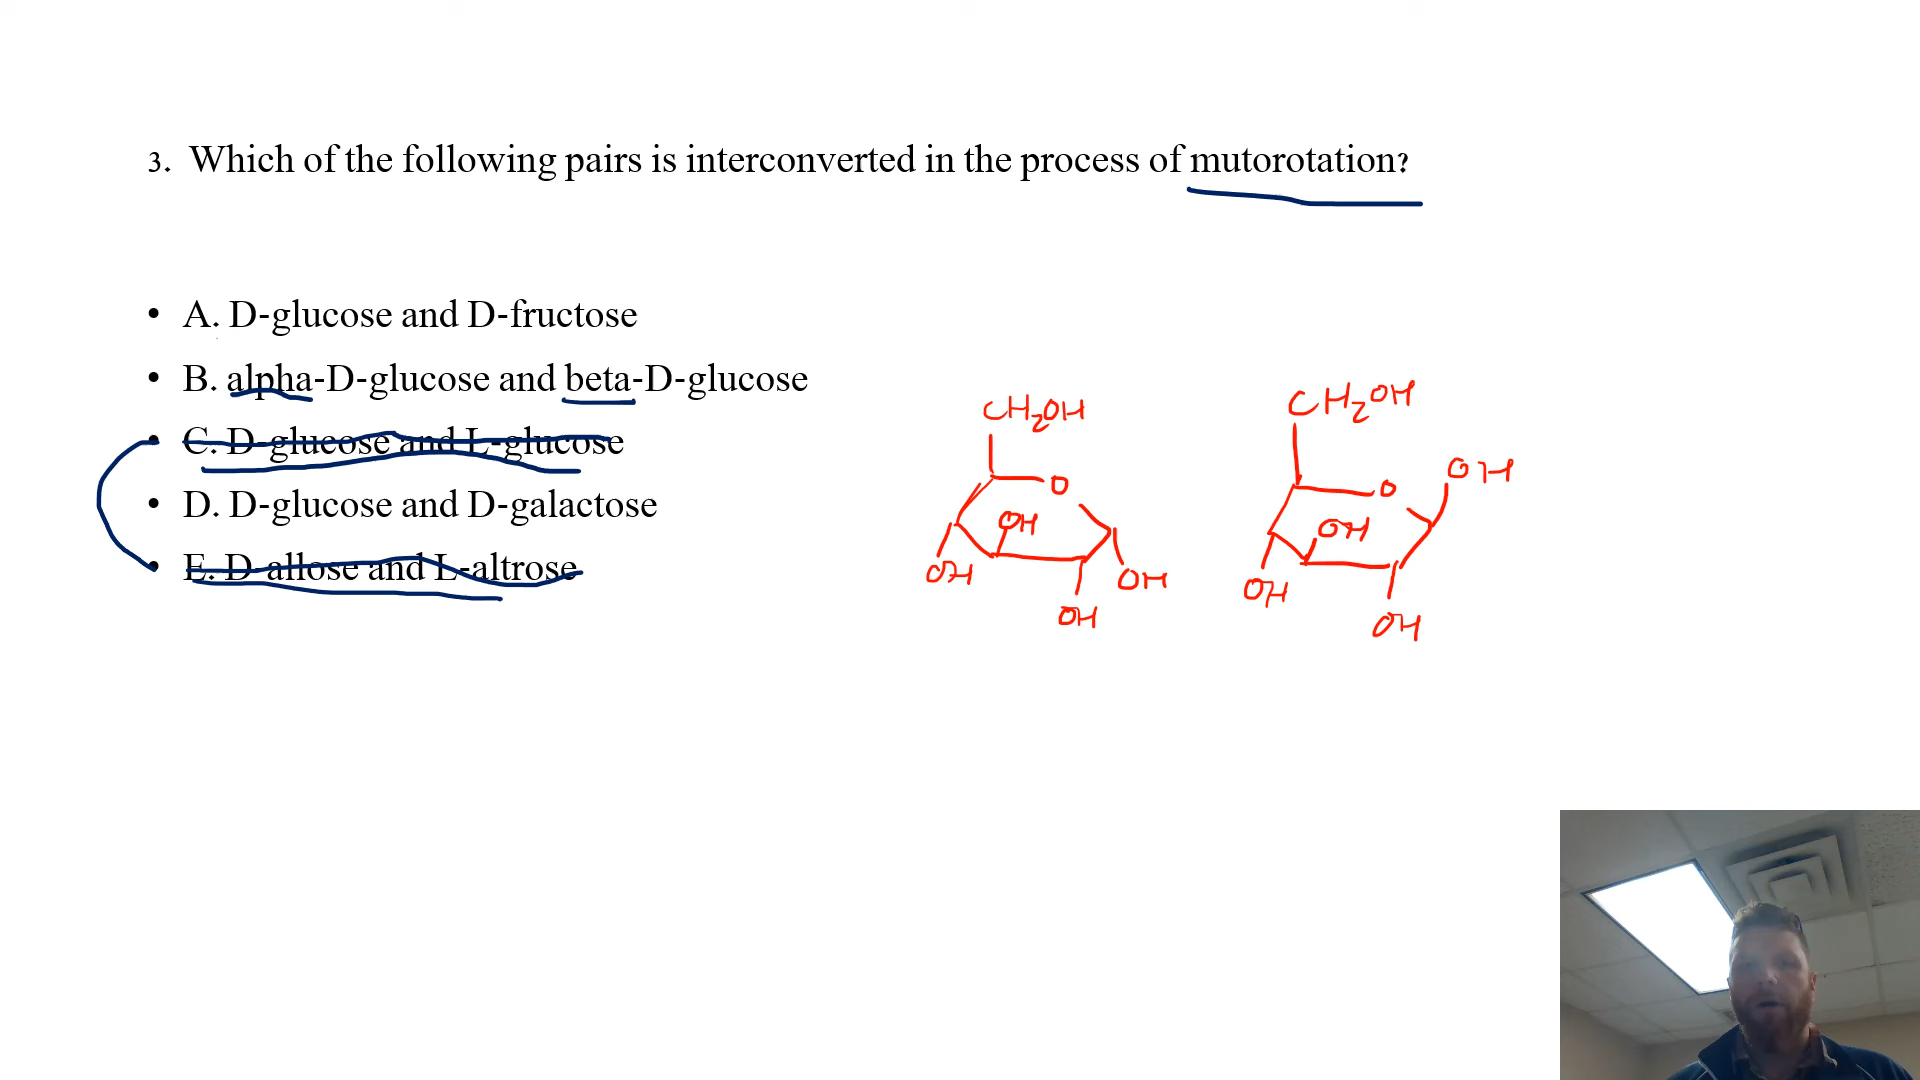 3. Which of the following pairs is interconverted in the process of mutorotation?
• A. D-glucose and D-fructose
• B. alpha-D-glucose and beta-D-glucose
• C. D-glucose and L-glucose
• D. D-glucose and D-galactose
• E. D-allose and L-altrose
CH2OH
O
OH
OH
OH
OH
CH2OH
OH
O
OH
OH
OH